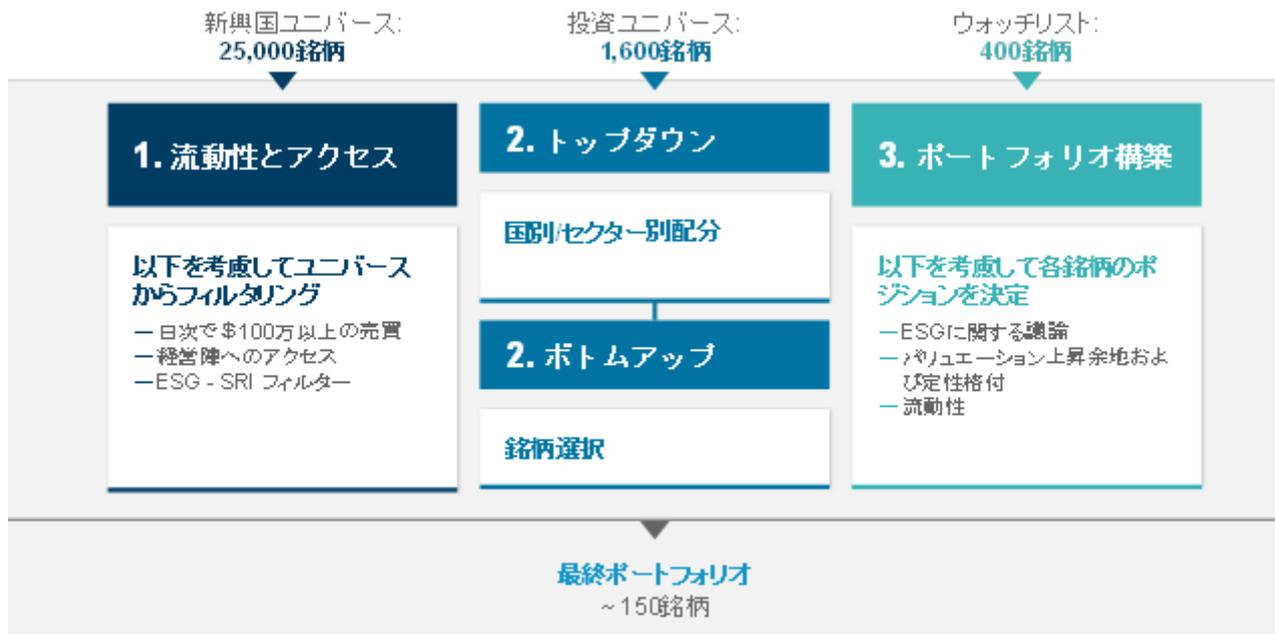 新興国ユニバース:
25,000銘柄
投資ユニバース:
1,600銘柄
ウォッチリスト:
400銘柄
1. 流動性とアクセス
以下を考慮してユニバース
からフィルタリング
— 日次で$100万以上の売買
— 経営陣へのアクセス
— ESG - SRI フィルター
2. トップダウン
国別/セクター別配分
2. ボトムアップ
銘柄選択
3. ポートフォリオ構築
以下を考慮して各銘柄のポ
ジションを決定
— ESGに関する議論
— バリュエーション上昇余地およ
び定性格付
— 流動性
最終ポートフォリオ
~150銘柄